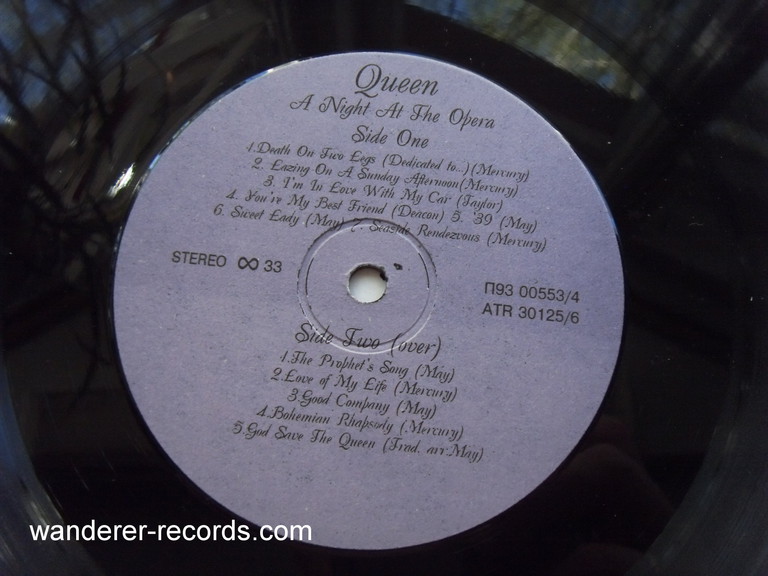 Queen
A Night At The Opera
Side One
1.Death On Two Legs (Dedicated to...)(Mercury)
2. Lazing On A Sunday Afternoon(Mercury)
3. I'm In Love With My Car (Taylor)
4. You're My Best Friend (Deacon) 5. '39 (May)
6. Sweet Lady (May) 7. Seaside Rendezvous (Mercury)
STEREO ∞ 33
П93 00553/4
ATR 30125/6
Side Two (over)
1.The Prophet's Song (May)
2.Love of My Life (Mercury)
3.Good Company (May)
4.Bohemian Rhapsody (Mercury)
5.God Save The Queen (Trad. arr.May)
wanderer-records.com